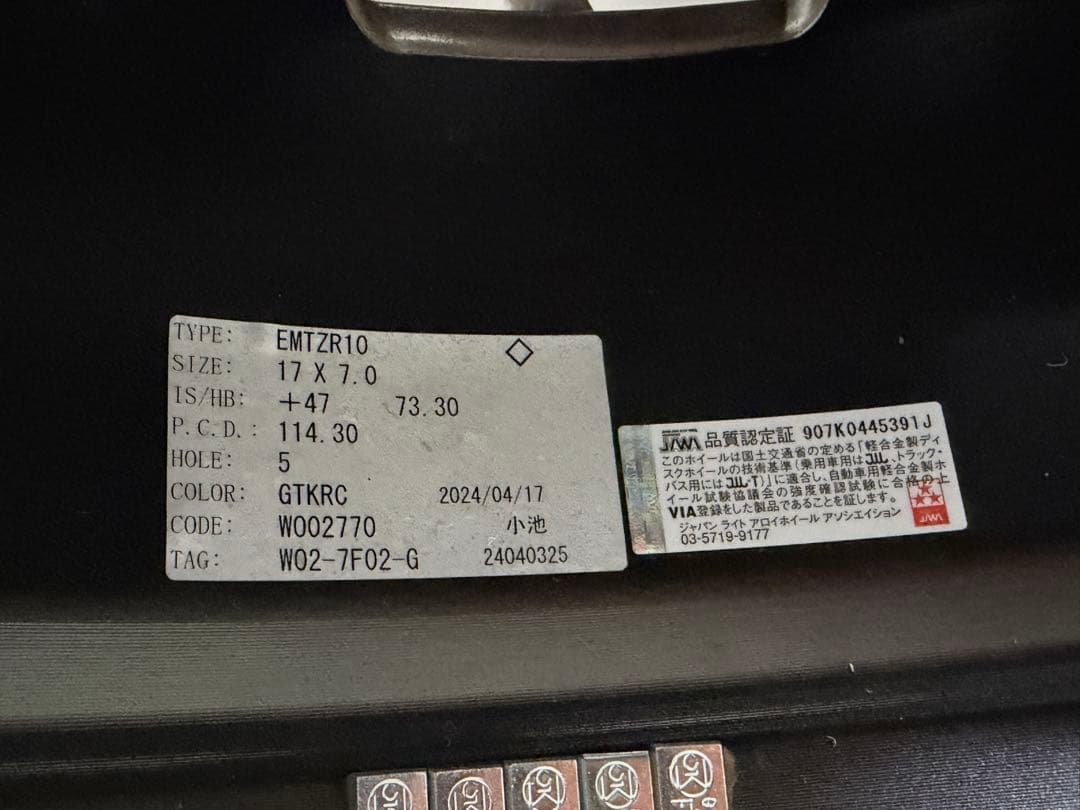 TYPE: EMTZR10
SIZE: 17 X 7.0
IS/HB: +47 73.30
P.C.D.: 114.30
HOLE: 5
COLOR: GTKRC 2024/04/17
CODE: W002770 小池
TAG: W02-7F02-G 24040325
JAWA 品質認定証 907K0445391J
このホイールは国土交通省の定める「軽合金製ディ
スクホイールの技術基準(乗用車用はJWL、トラック・
バス用にはJWL-T)」に適合し、自動車用軽合金製ホ
イール試験協議会の強度確認試験に合格の上
VIA登録をした製品であることを証します。
ジャパン ライト アロイホイール アソシエイション
03-5719-9177
JAWA